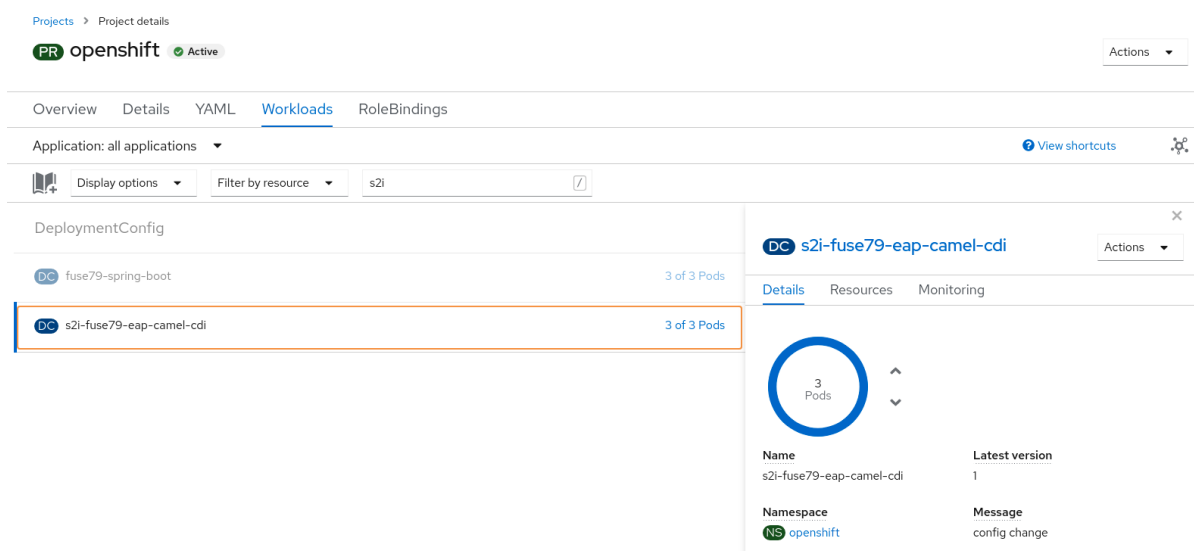 Projects > Project details
PR openshift Active
Actions
Overview Details YAML Workloads RoleBindings
Application: all applications
View shortcuts
Display options Filter by resource s2i /
DeploymentConfig
DC fuse79-spring-boot 3 of 3 Pods
DC s2i-fuse79-eap-camel-cdi 3 of 3 Pods
DC s2i-fuse79-eap-camel-cdi
Actions
Details Resources Monitoring
3
Pods
Name Latest version
s2i-fuse79-eap-camel-cdi 1
Namespace Message
NS openshift config change